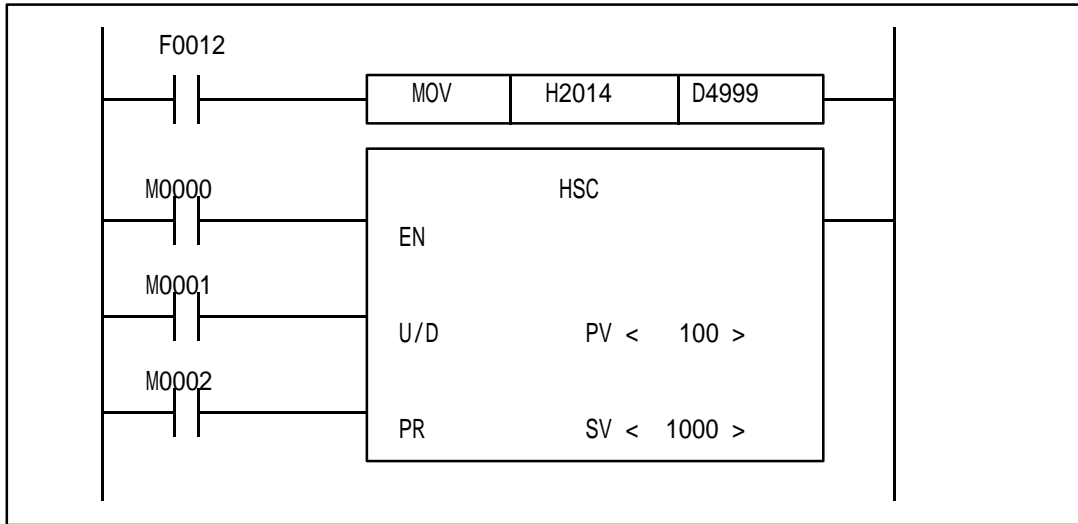 F0012
MOV H2014 D4999
M0000
HSC
EN
M0001
U/D PV < 100 >
M0002
PR SV < 1000 >